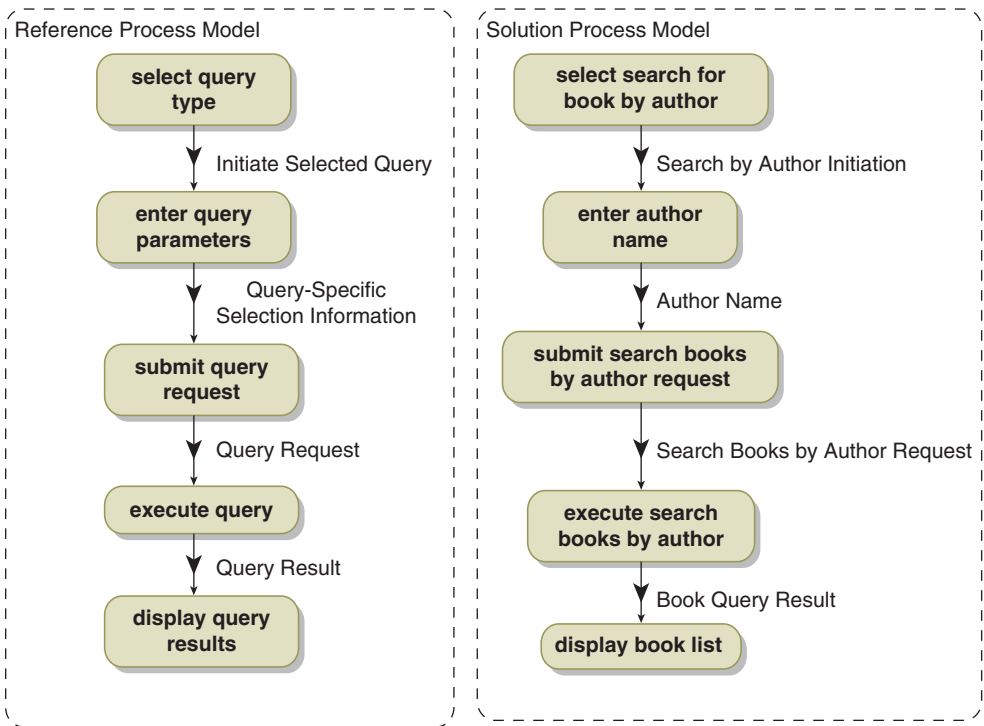 Reference Process Model
select query
type
Initiate Selected Query
enter query
parameters
Query-Specific
Selection Information
submit query
request
Query Request
execute query
Query Result
display query
results
Solution Process Model
select search for
book by author
Search by Author Initiation
enter author
name
Author Name
submit search books
by author request
Search Books by Author Request
execute search
books by author
Book Query Result
display book list